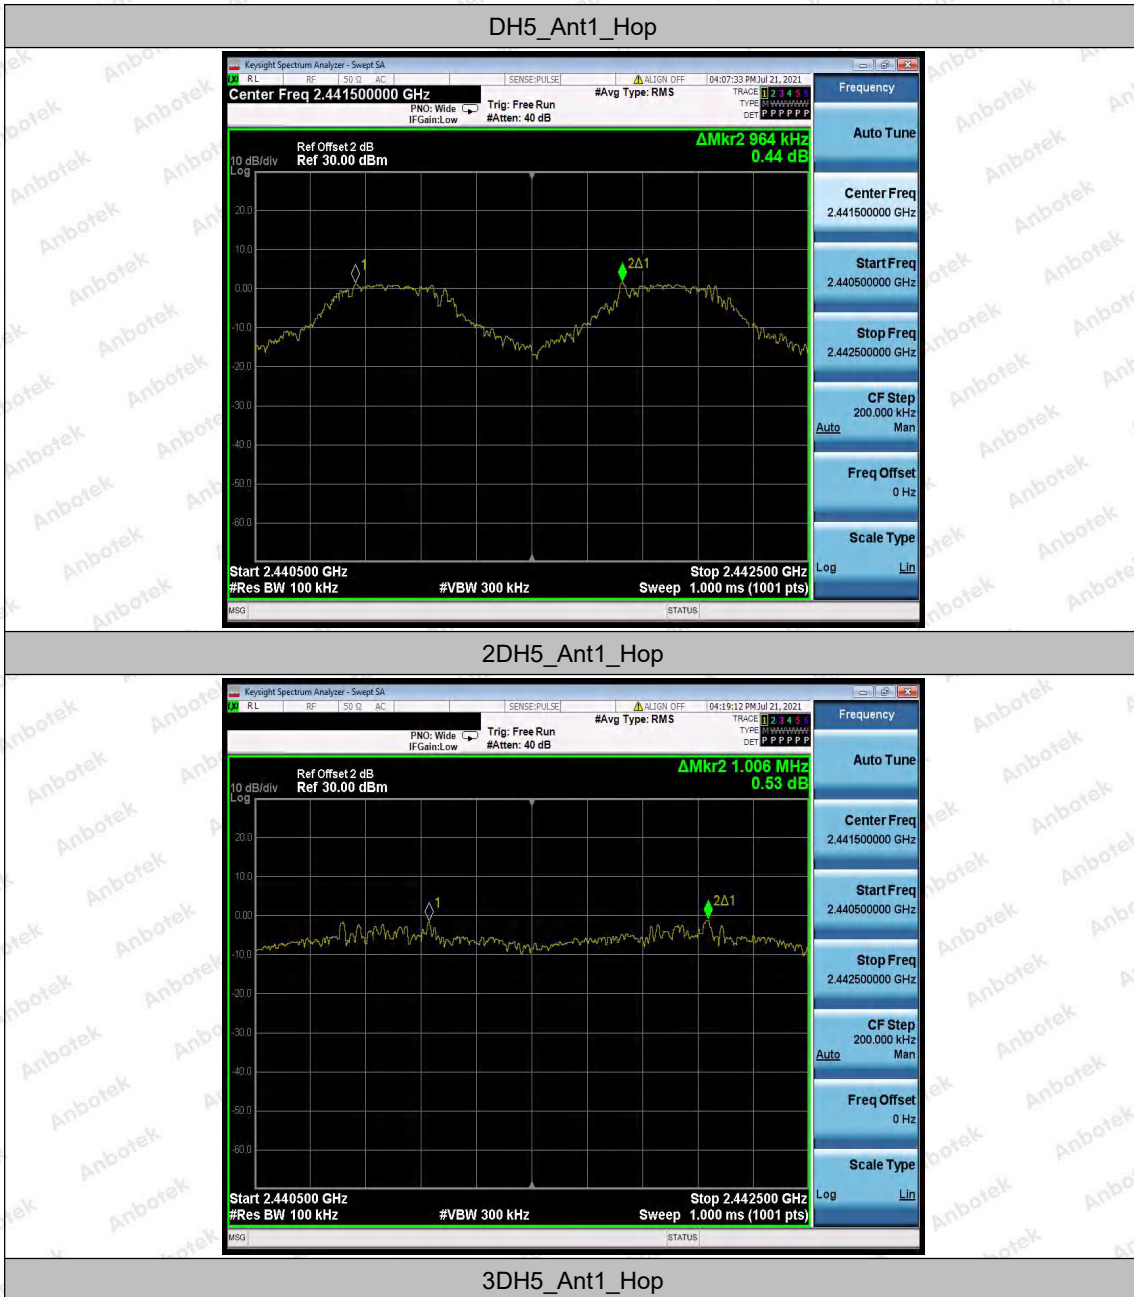 DH5_Ant1_Hop
Keysight Spectrum Analyzer - Swept SA
RL RF 50 Ω AC SENSE:PULSE ALIGN OFF 04:07:33 PM Jul 21, 2021
Center Freq 2.441500000 GHz
PNO: Wide
IFGain:Low
Trig: Free Run
#Atten: 40 dB
#Avg Type: RMS
TRACE 1 2 3 4 5 6
TYPE
DET P P P P P P
ΔMkr2 964 kHz
0.44 dB
Ref Offset 2 dB
10 dB/div Ref 30.00 dBm
Log
20.0
10.0
0.00
-10.0
-20.0
-30.0
-40.0
-50.0
-60.0
1
2Δ1
Start 2.440500 GHz Stop 2.442500 GHz
#Res BW 100 kHz #VBW 300 kHz Sweep 1.000 ms (1001 pts)
MSG STATUS
Frequency
Auto Tune
Center Freq
2.441500000 GHz
Start Freq
2.440500000 GHz
Stop Freq
2.442500000 GHz
CF Step
200.000 kHz
Auto Man
Freq Offset
0 Hz
Scale Type
Log Lin
2DH5_Ant1_Hop
Keysight Spectrum Analyzer - Swept SA
RL RF 50 Ω AC SENSE:PULSE ALIGN OFF 04:19:12 PM Jul 21, 2021
PNO: Wide
IFGain:Low
Trig: Free Run
#Atten: 40 dB
#Avg Type: RMS
TRACE 1 2 3 4 5 6
TYPE
DET P P P P P P
ΔMkr2 1.006 MHz
0.53 dB
Ref Offset 2 dB
10 dB/div Ref 30.00 dBm
Log
20.0
10.0
0.00
-10.0
-20.0
-30.0
-40.0
-50.0
-60.0
1
2Δ1
Start 2.440500 GHz Stop 2.442500 GHz
#Res BW 100 kHz #VBW 300 kHz Sweep 1.000 ms (1001 pts)
MSG STATUS
Frequency
Auto Tune
Center Freq
2.441500000 GHz
Start Freq
2.440500000 GHz
Stop Freq
2.442500000 GHz
CF Step
200.000 kHz
Auto Man
Freq Offset
0 Hz
Scale Type
Log Lin
3DH5_Ant1_Hop
Anbotek